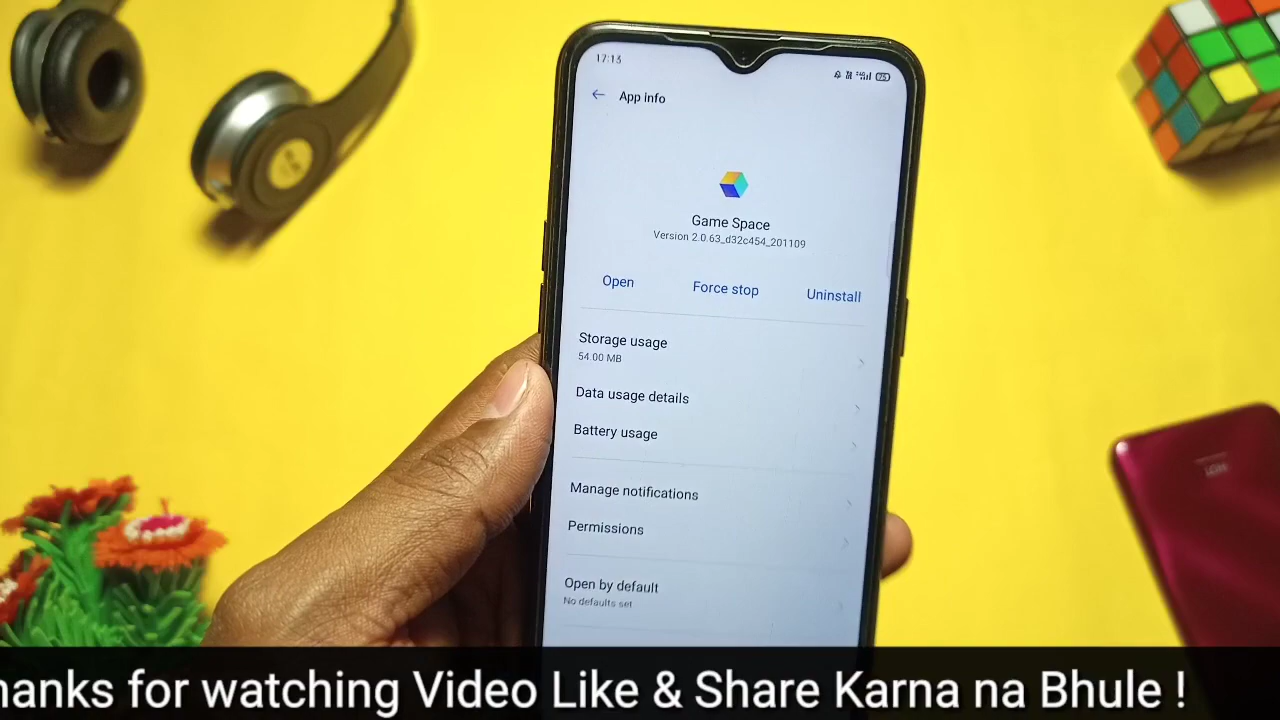 17:13
App info
Game Space
Version 2.0.63_d32c454_201109
Open
Force stop
Uninstall
Storage usage
54.00 MB
Data usage details
Battery usage
Manage notifications
Permissions
Open by default
No defaults set
hanks for watching Video Like & Share Karna na Bhule !